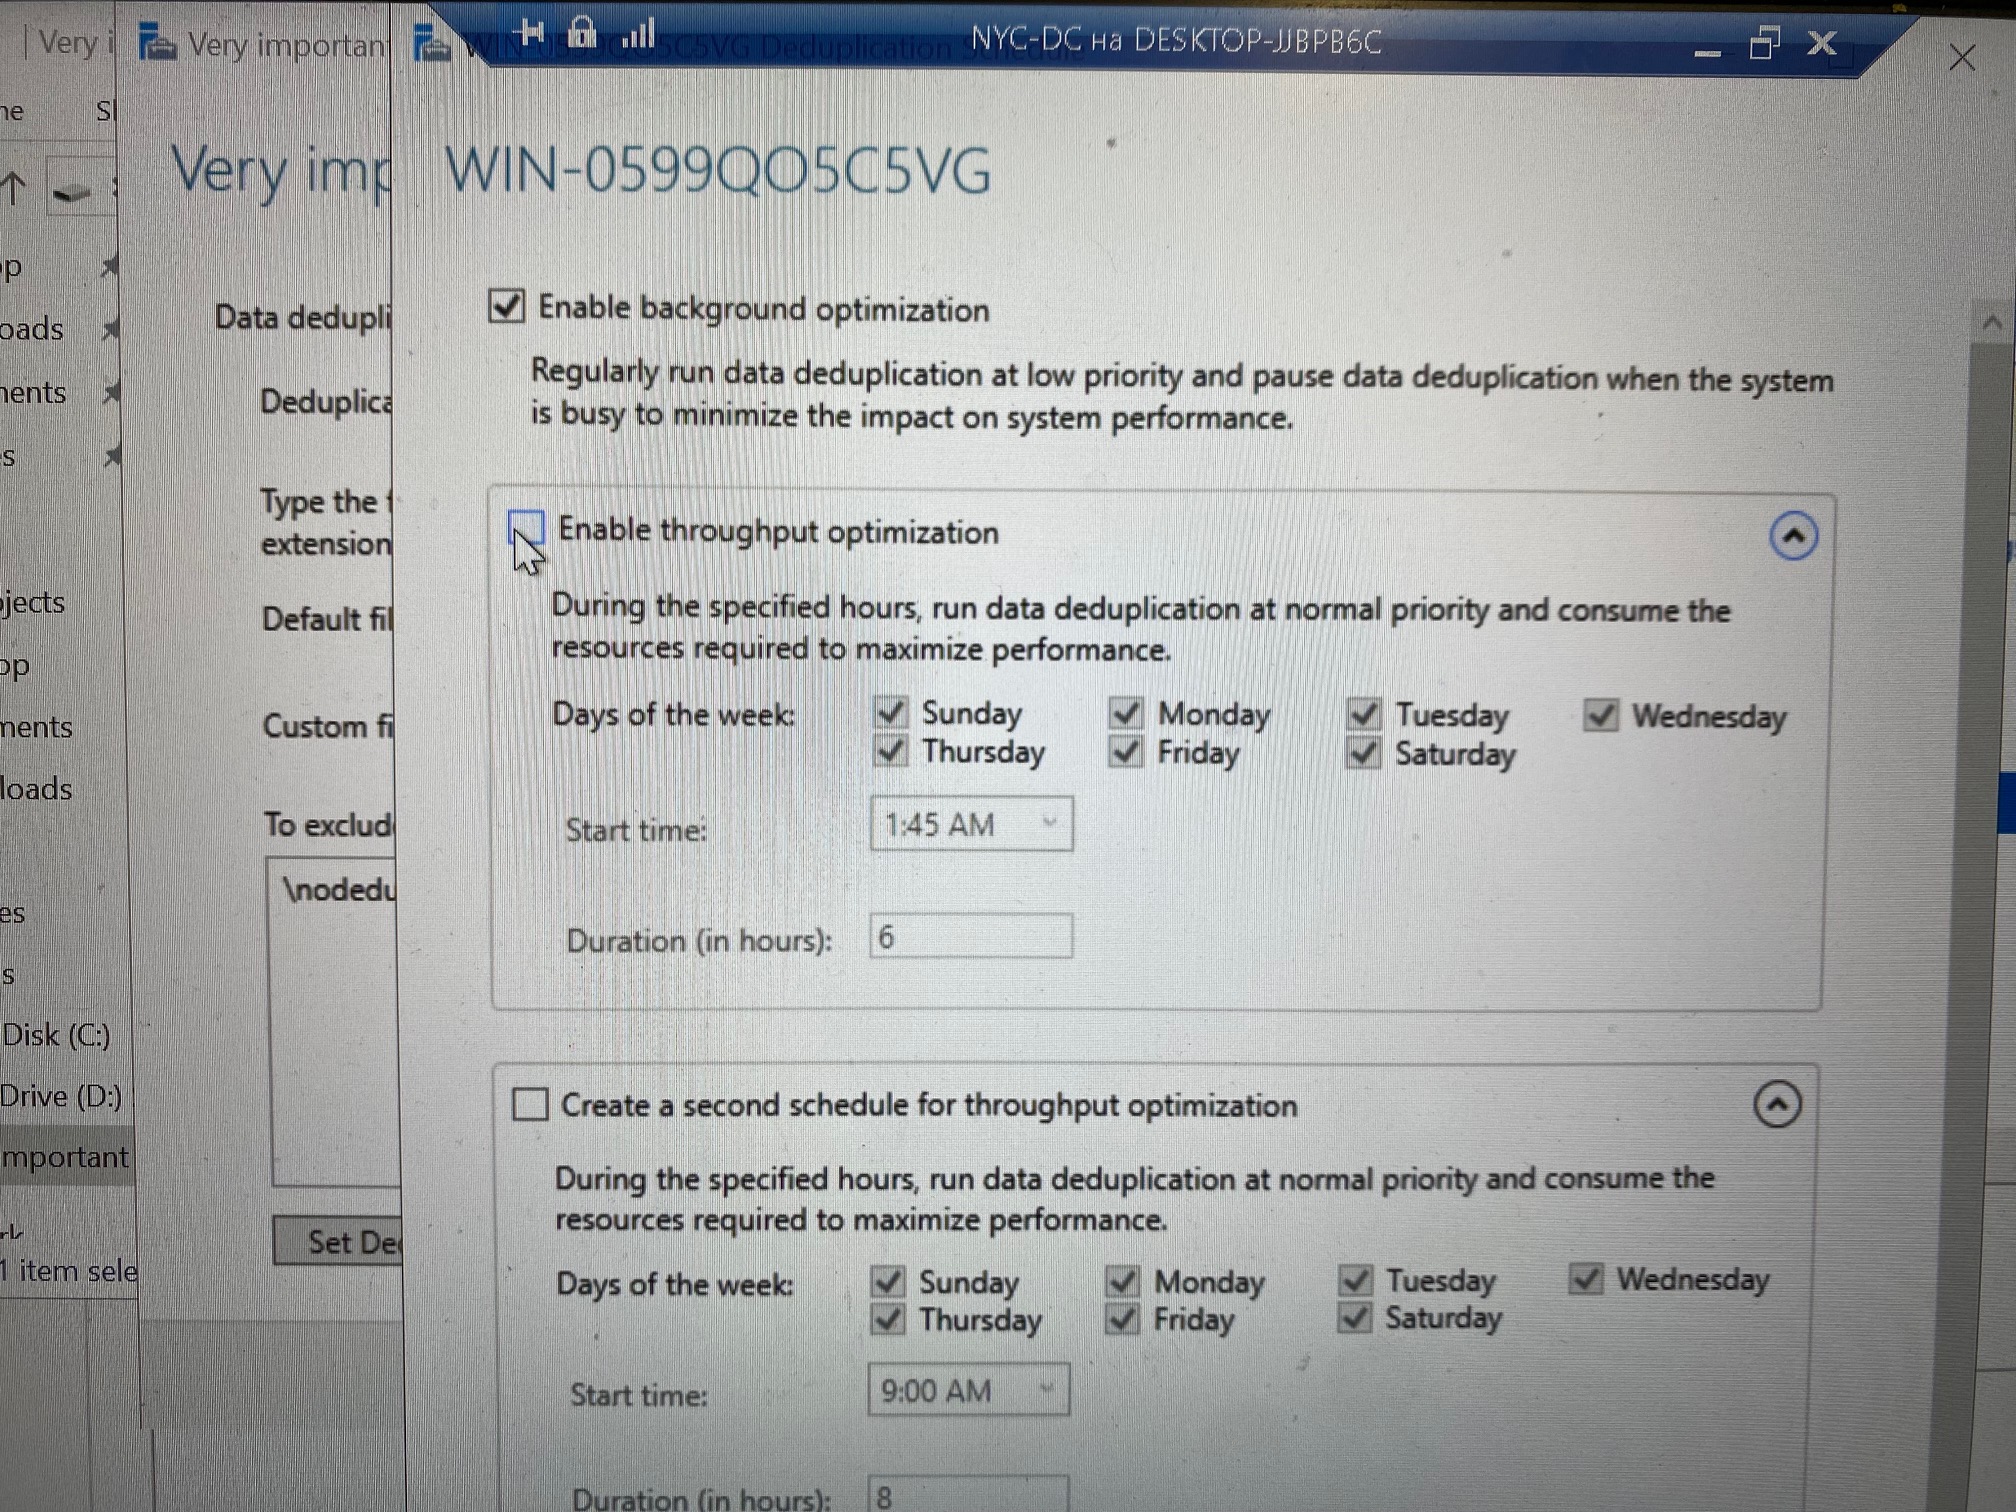 Very i
Very importan
NYC-DC на DESKTOP-JJBPB6C
Very imp
WIN-0599QO5C5VG
Enable background optimization
Regularly run data deduplication at low priority and pause data deduplication when the system
is busy to minimize the impact on system performance.
Data dedupli
Deduplica
Type the f
extension
Default fil
Custom fi
To exclud
\nodedu
Set Ded
Enable throughput optimization
During the specified hours, run data deduplication at normal priority and consume the
resources required to maximize performance.
Days of the week:
Sunday
Monday
Tuesday
Wednesday
Thursday
Friday
Saturday
Start time:
1:45 AM
Duration (in hours):
6
Create a second schedule for throughput optimization
During the specified hours, run data deduplication at normal priority and consume the
resources required to maximize performance.
Days of the week:
Sunday
Monday
Tuesday
Wednesday
Thursday
Friday
Saturday
Start time:
9:00 AM
Duration (in hours):
8
ne
Sl
op
oads
ments
s
jects
op
ments
loads
es
s
Disk (C:)
Drive (D:)
mportant
1 item sele